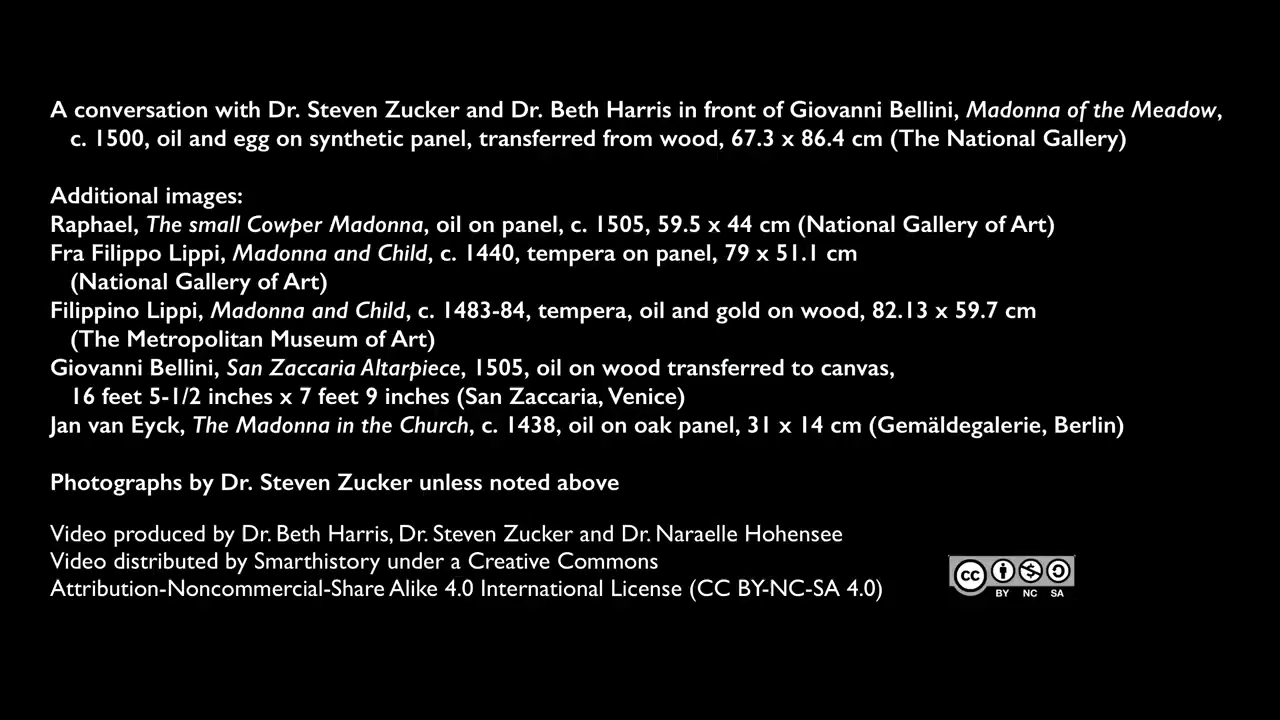 A conversation with Dr. Steven Zucker and Dr. Beth Harris in front of Giovanni Bellini, Madonna of the Meadow,
c. 1500, oil and egg on synthetic panel, transferred from wood, 67.3 x 86.4 cm (The National Gallery)
Additional images:
Raphael, The small Cowper Madonna, oil on panel, c. 1505, 59.5 x 44 cm (National Gallery of Art)
Fra Filippo Lippi, Madonna and Child, c. 1440, tempera on panel, 79 x 51.1 cm
(National Gallery of Art)
Filippino Lippi, Madonna and Child, c. 1483-84, tempera, oil and gold on wood, 82.13 x 59.7 cm
(The Metropolitan Museum of Art)
Giovanni Bellini, San Zaccaria Altarpiece, 1505, oil on wood transferred to canvas,
16 feet 5-1/2 inches x 7 feet 9 inches (San Zaccaria, Venice)
Jan van Eyck, The Madonna in the Church, c. 1438, oil on oak panel, 31 x 14 cm (Gemäldegalerie, Berlin)
Photographs by Dr. Steven Zucker unless noted above
Video produced by Dr. Beth Harris, Dr. Steven Zucker and Dr. Naraelle Hohensee
Video distributed by Smarthistory under a Creative Commons
Attribution-Noncommercial-Share Alike 4.0 International License (CC BY-NC-SA 4.0)
cc
BY NC SA